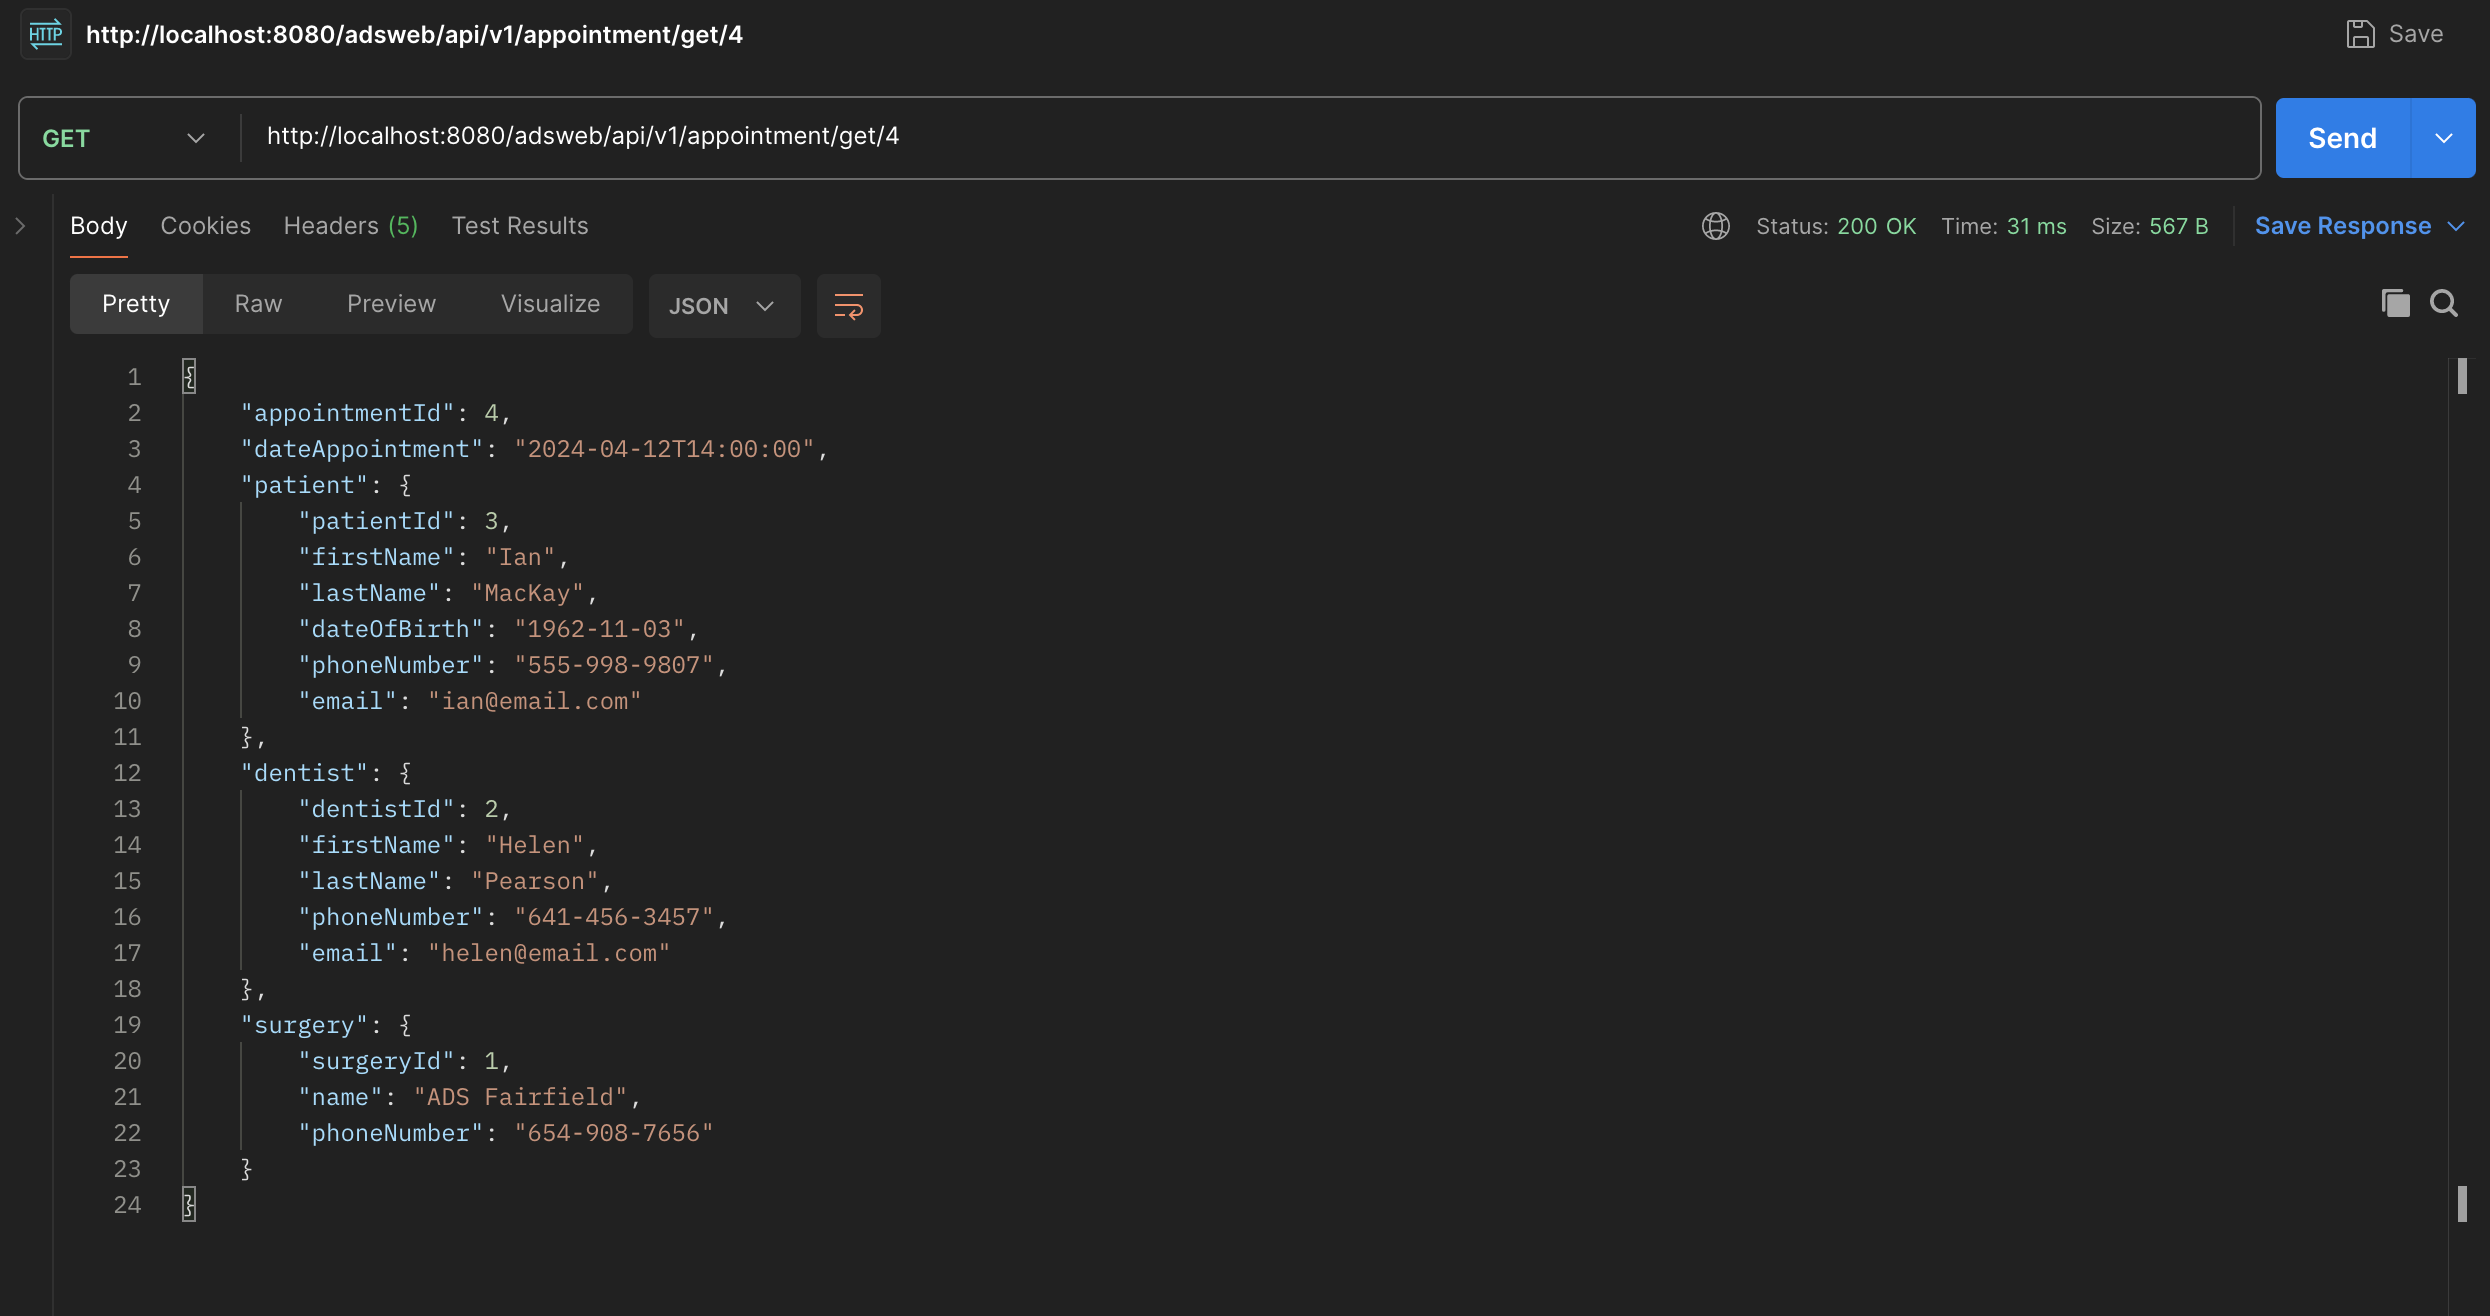 HTTP http://localhost:8080/adsweb/api/v1/appointment/get/4 Save
GET http://localhost:8080/adsweb/api/v1/appointment/get/4 Send
Body Cookies Headers (5) Test Results Status: 200 OK Time: 31 ms Size: 567 B Save Response
Pretty Raw Preview Visualize JSON
1 {
2 "appointmentId": 4,
3 "dateAppointment": "2024-04-12T14:00:00",
4 "patient": {
5 "patientId": 3,
6 "firstName": "Ian",
7 "lastName": "MacKay",
8 "dateOfBirth": "1962-11-03",
9 "phoneNumber": "555-998-9807",
10 "email": "ian@email.com"
11 },
12 "dentist": {
13 "dentistId": 2,
14 "firstName": "Helen",
15 "lastName": "Pearson",
16 "phoneNumber": "641-456-3457",
17 "email": "helen@email.com"
18 },
19 "surgery": {
20 "surgeryId": 1,
21 "name": "ADS Fairfield",
22 "phoneNumber": "654-908-7656"
23 }
24 }